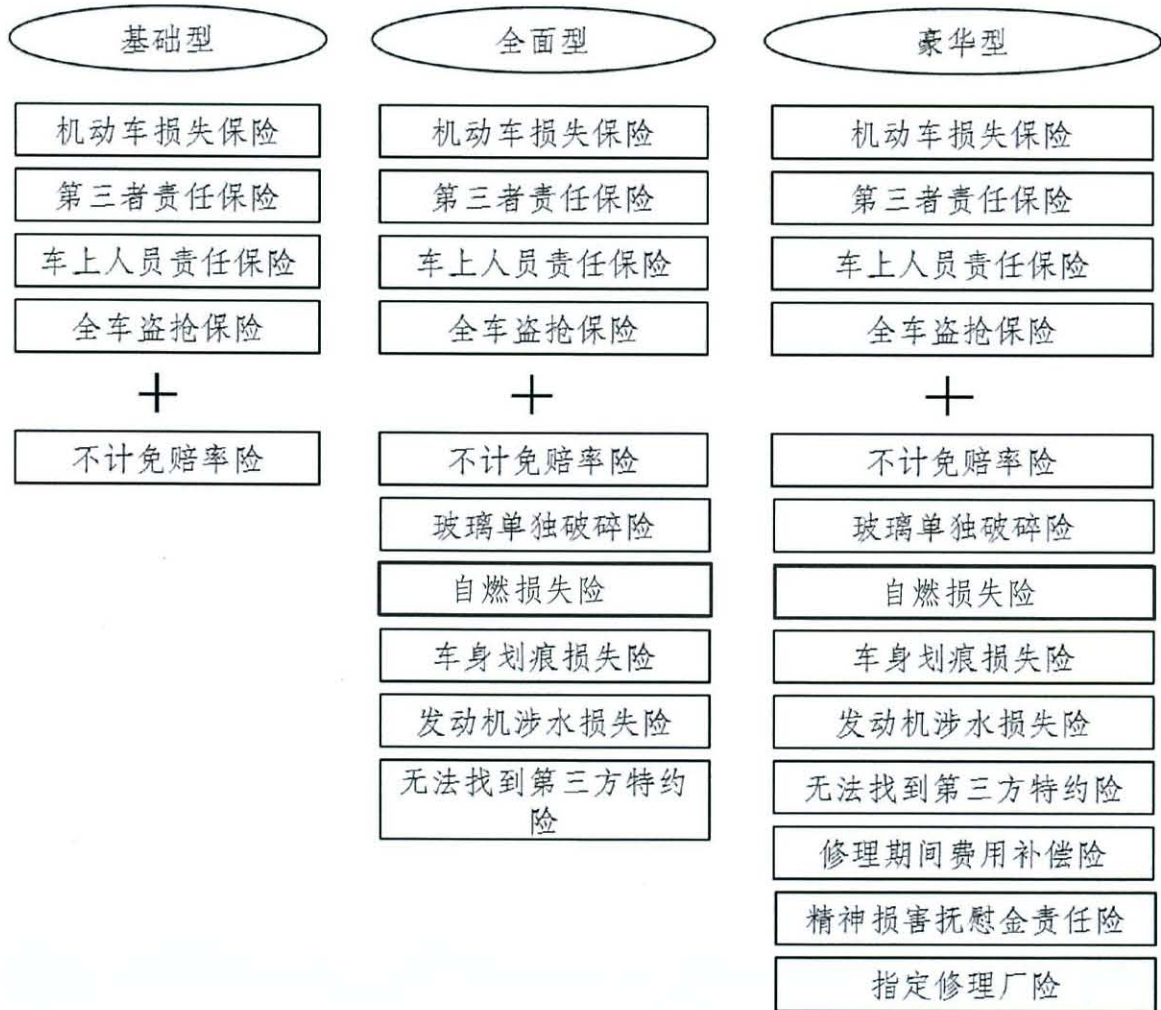 基础型
机动车损失保险
第三者责任保险
车上人员责任保险
全车盗抢保险
+
不计免赔率险
全面型
机动车损失保险
第三者责任保险
车上人员责任保险
全车盗抢保险
+
不计免赔率险
玻璃单独破碎险
自燃损失险
车身划痕损失险
发动机涉水损失险
无法找到第三方特约
险
豪华型
机动车损失保险
第三者责任保险
车上人员责任保险
全车盗抢保险
+
不计免赔率险
玻璃单独破碎险
自燃损失险
车身划痕损失险
发动机涉水损失险
无法找到第三方特约险
修理期间费用补偿险
精神损害抚慰金责任险
指定修理厂险